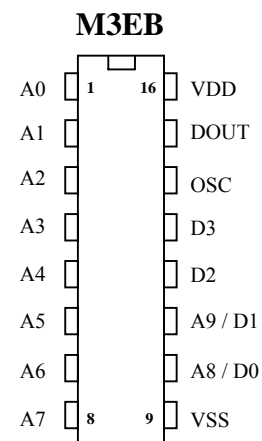 M3EB
A0 1 16 VDD
A1 DOUT
A2 OSC
A3 D3
A4 D2
A5 A9 / D1
A6 A8 / D0
A7 8 9 VSS